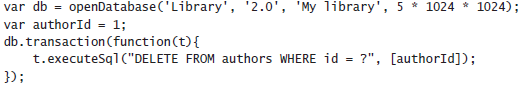 var db = openDatabase('Library', '2.0', 'My library', 5 * 1024 * 1024);
var authorId = 1;
db.transaction(function(t){
    t.executeSql("DELETE FROM authors WHERE id = ?", [authorId]);
});